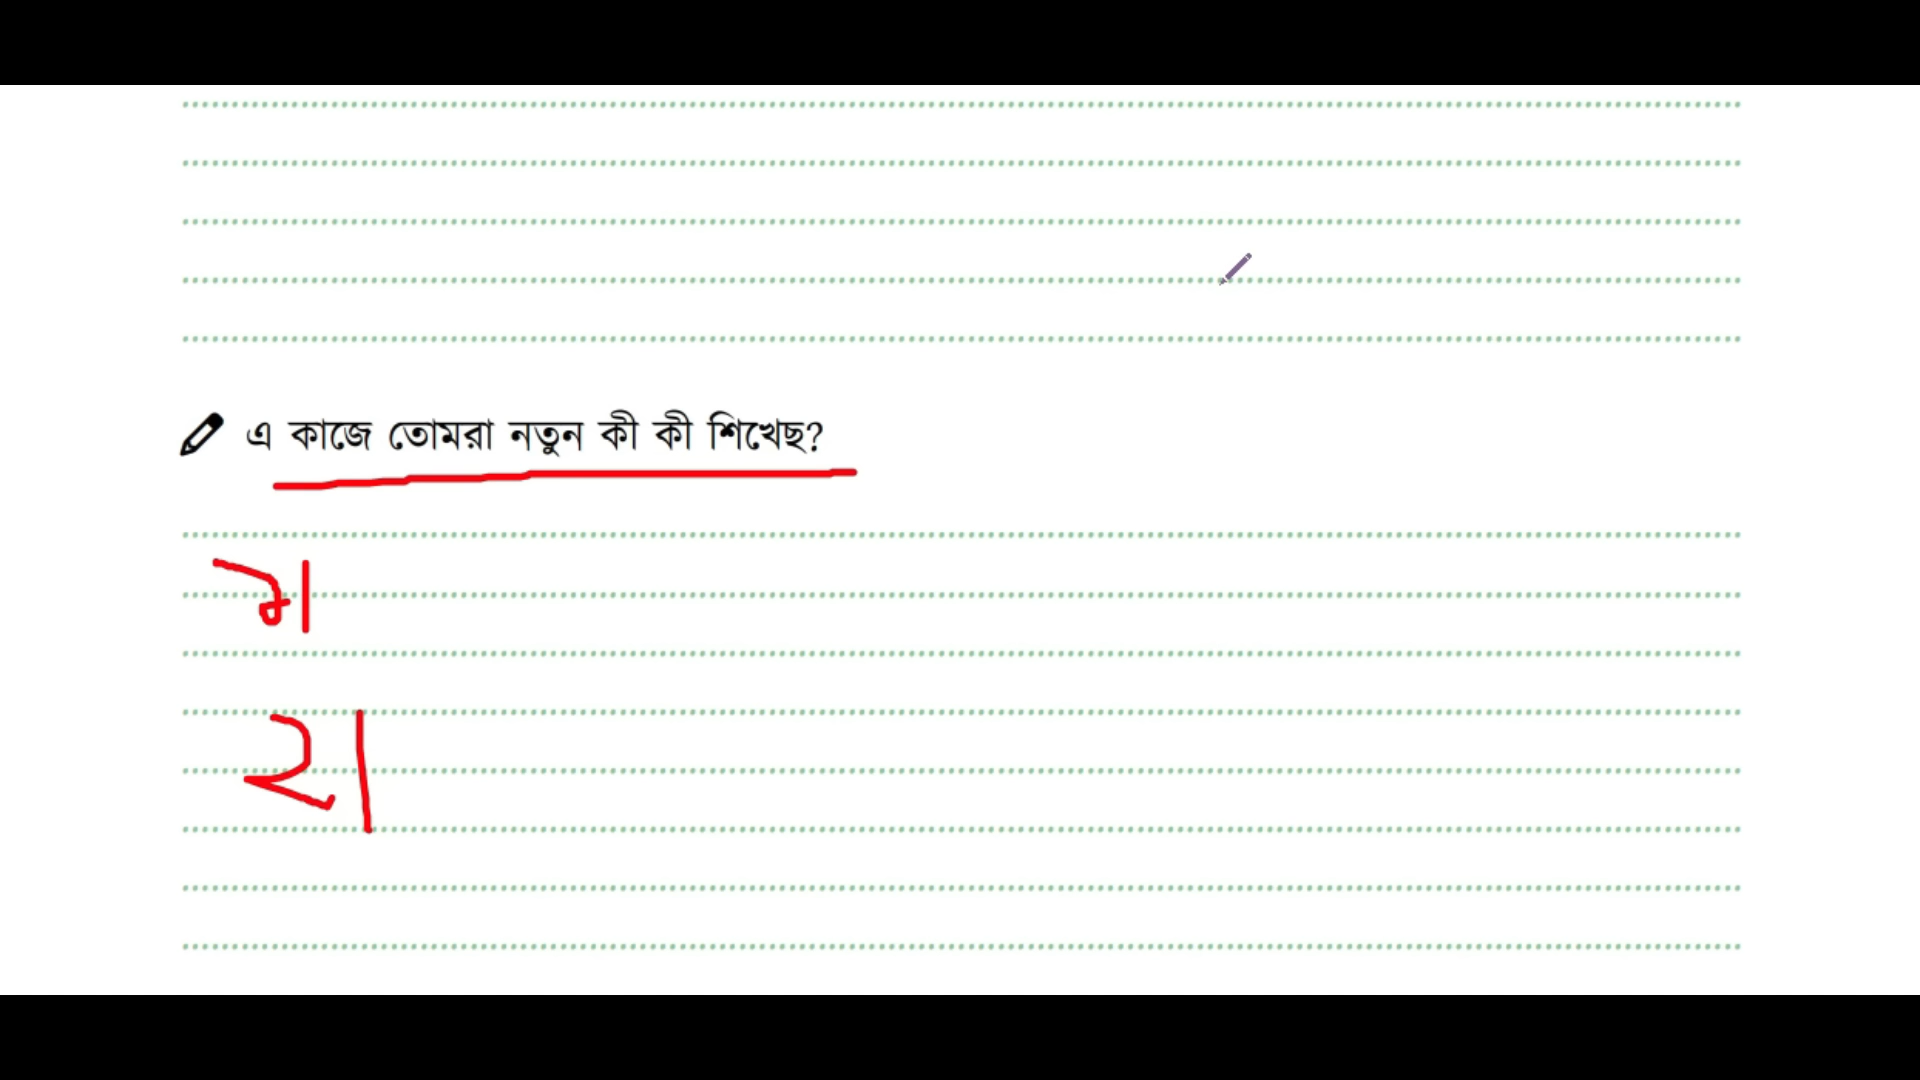 এ কাজে তোমরা নতুন কী কী শিখেছ?
১।
২।